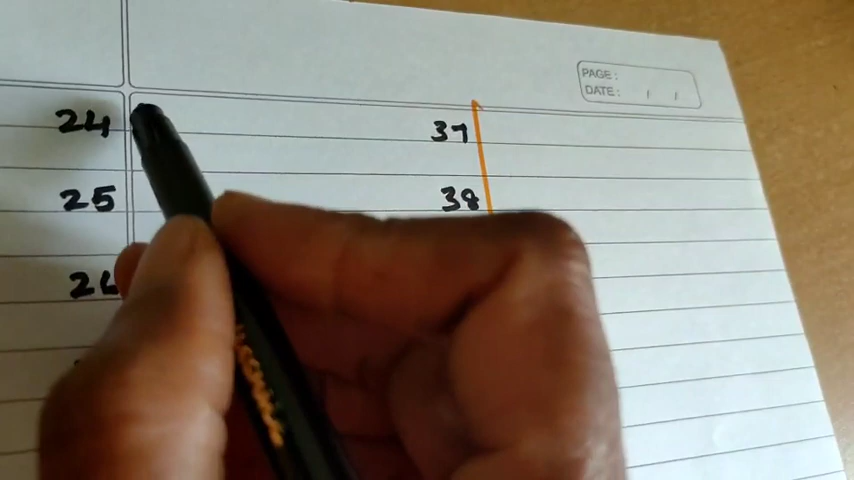 PAGE :
DATE : / /
24 37
25 38